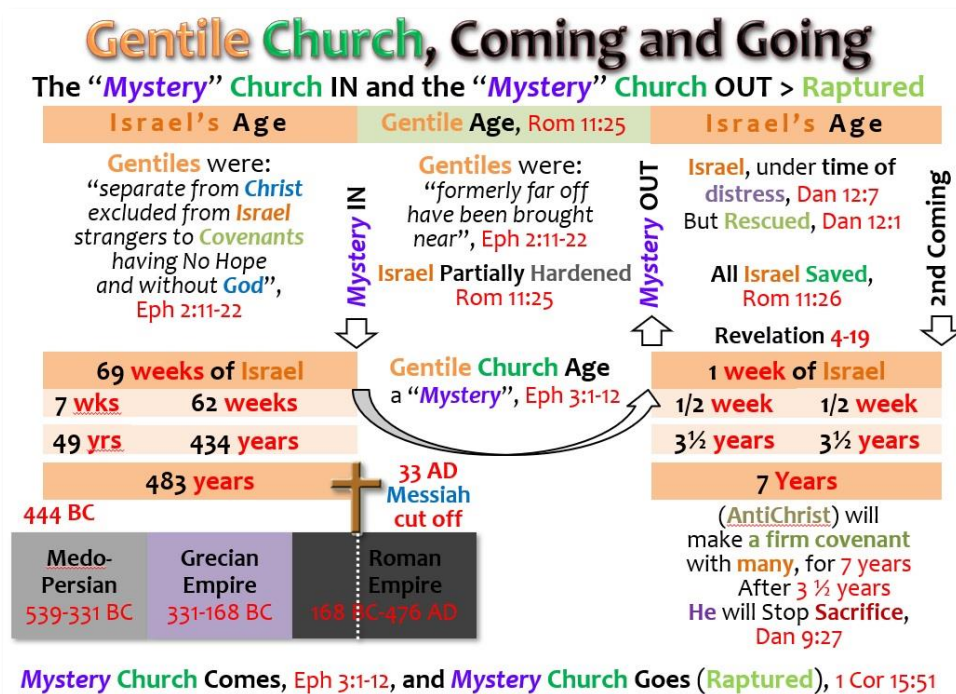 Gentile Church, Coming and Going
The “Mystery” Church IN and the “Mystery” Church OUT > Raptured
Israel's Age
Gentile Age, Rom 11:25
Israel's Age
Gentiles were:
“separate from Christ
excluded from Israel
strangers to Covenants
having No Hope
and without God”,
Eph 2:11-22
Mystery IN
Gentiles were:
“formerly far off
have been brought
near”, Eph 2:11-22
Israel Partially Hardened
Rom 11:25
Mystery OUT
Israel, under time of
distress, Dan 12:7
But Rescued, Dan 12:1
All Israel Saved,
Rom 11:26
Revelation 4-19
2nd Coming
69 weeks of Israel
7 wks 62 weeks
49 yrs 434 years
483 years
Gentile Church Age
a “Mystery”, Eph 3:1-12
1 week of Israel
1/2 week 1/2 week
3½ years 3½ years
7 Years
444 BC
33 AD
Messiah
cut off
Medo-
Persian
539-331 BC
Grecian
Empire
331-168 BC
Roman
Empire
168 BC-476 AD
(AntiChrist) will
make a firm covenant
with many, for 7 years
After 3 ½ years
He will Stop Sacrifice,
Dan 9:27
Mystery Church Comes, Eph 3:1-12, and Mystery Church Goes (Raptured), 1 Cor 15:51